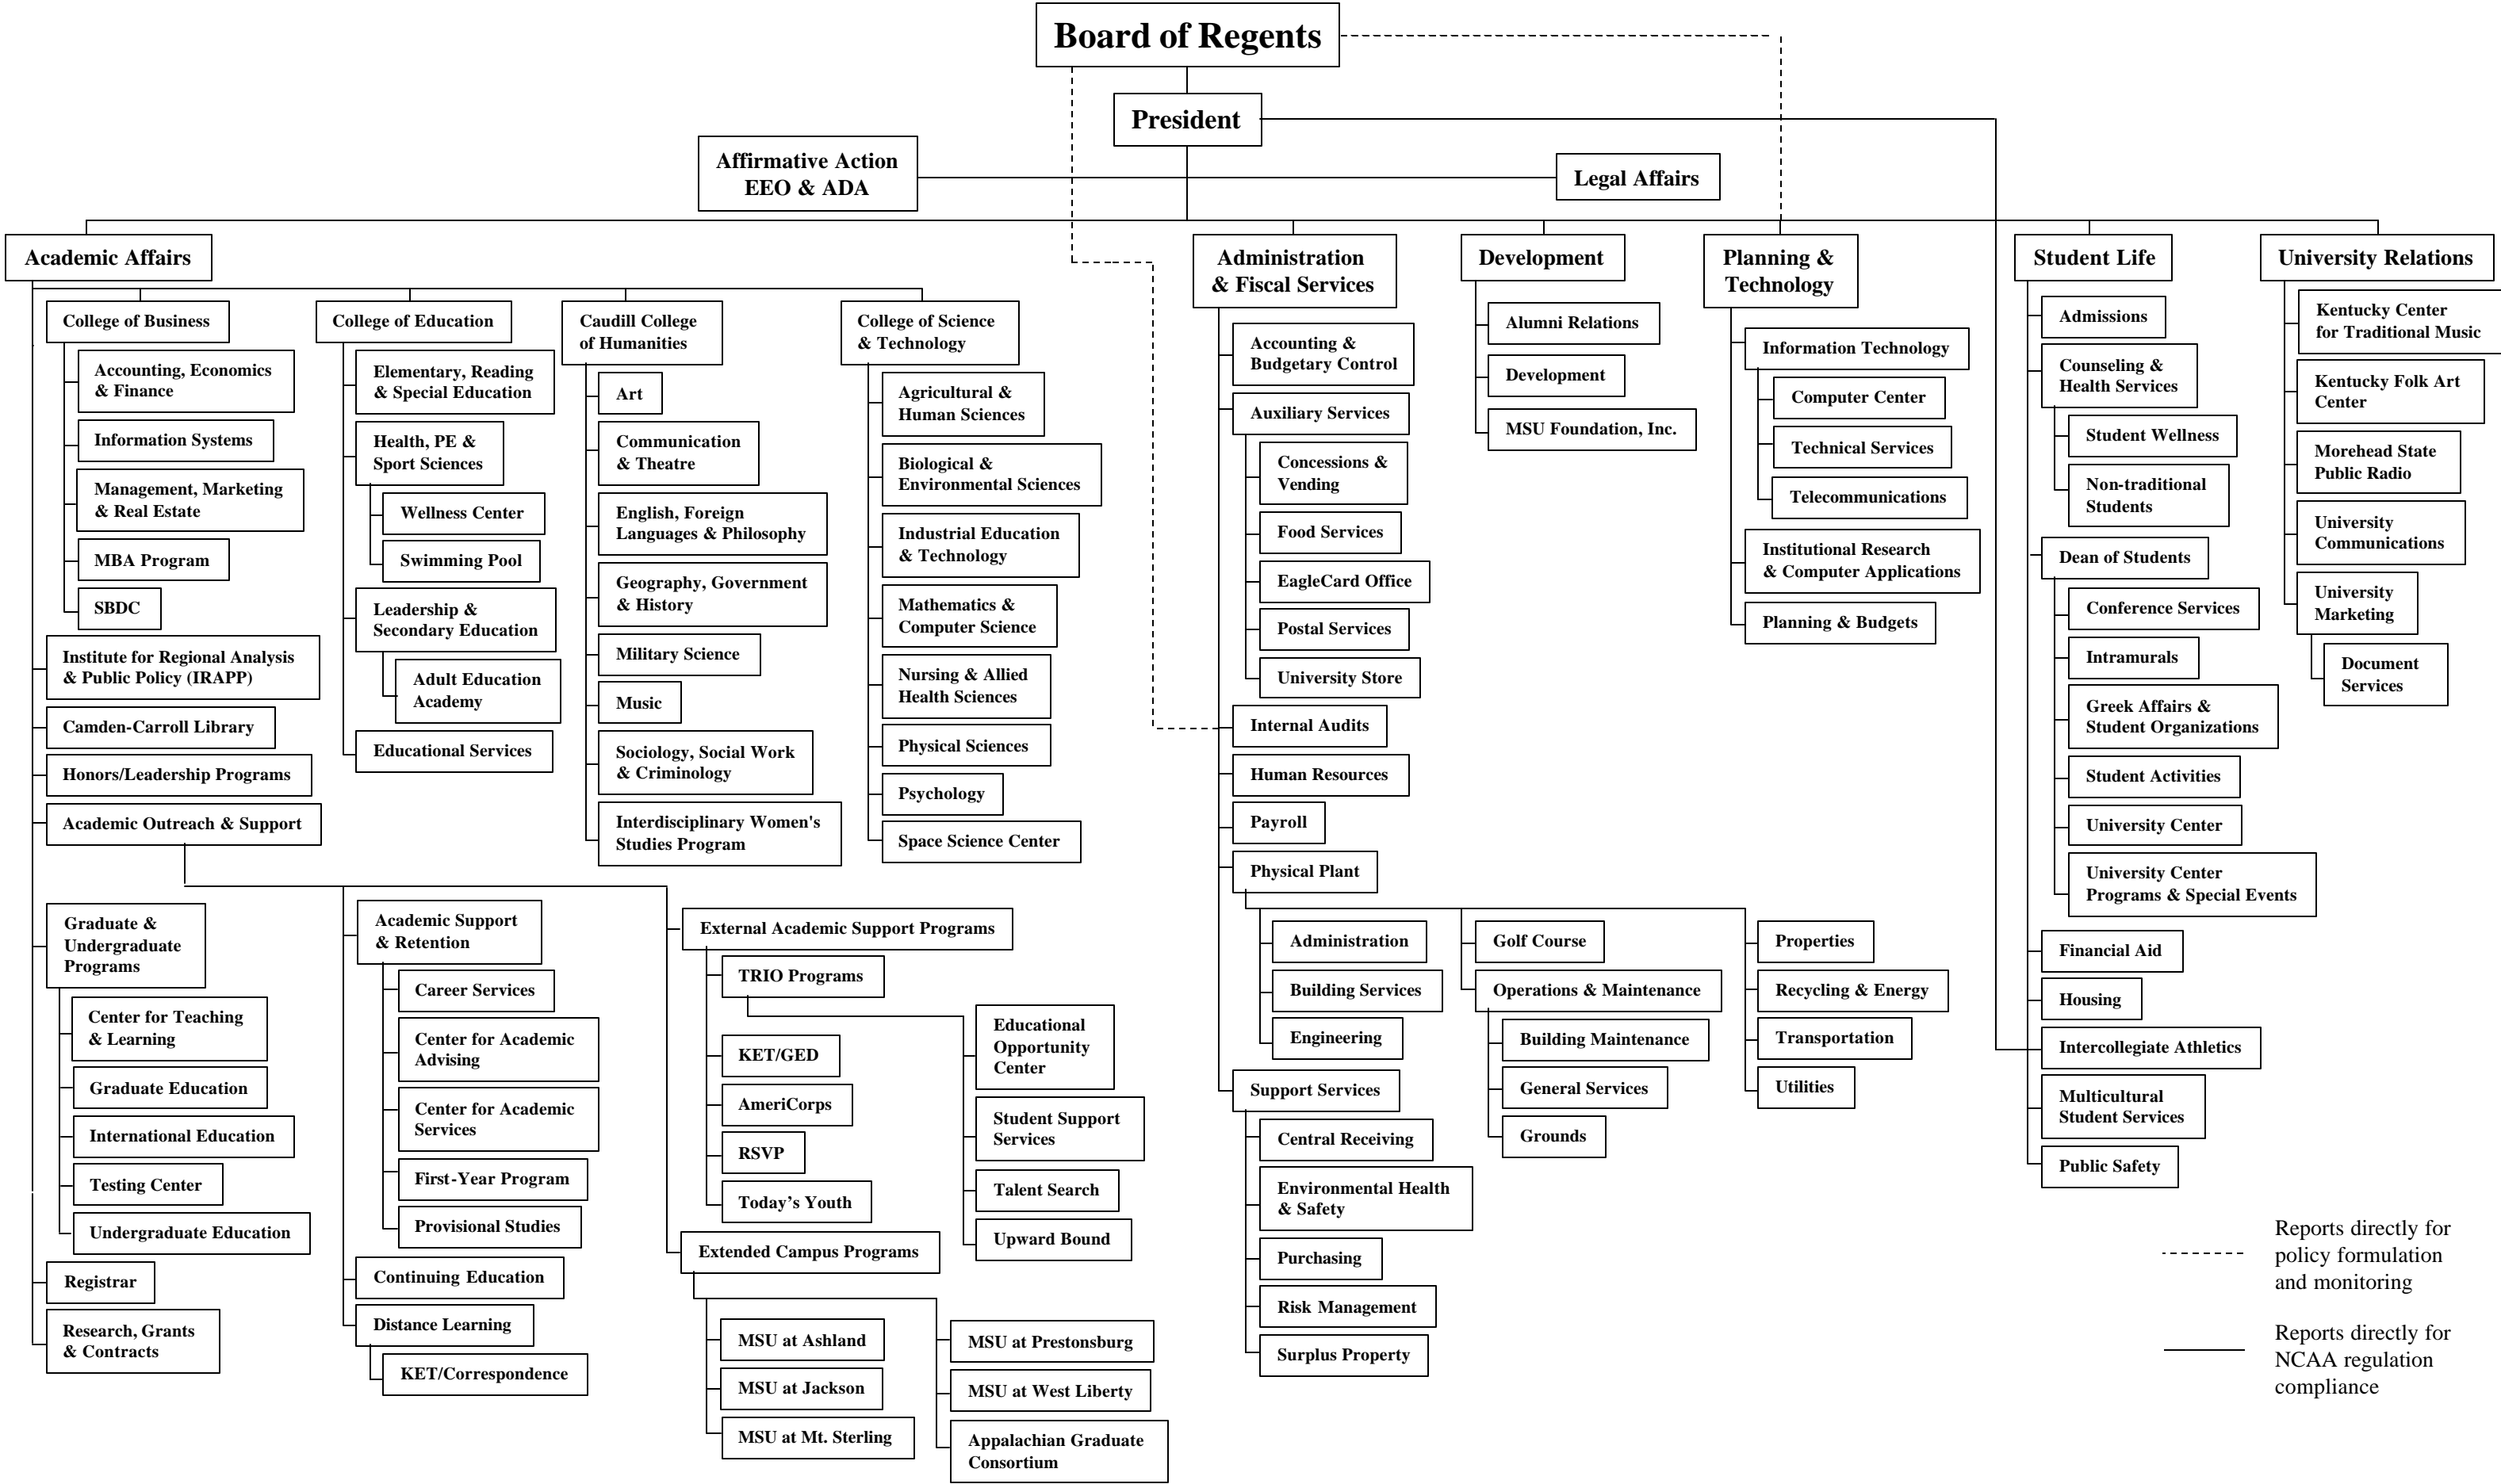 Board of Regents
President
Affirmative Action
EEO & ADA
Legal Affairs
Academic Affairs
College of Business
Accounting, Economics
& Finance
Information Systems
Management, Marketing
& Real Estate
MBA Program
SBDC
College of Education
Elementary, Reading
& Special Education
Health, PE &
Sport Sciences
Wellness Center
Swimming Pool
Leadership &
Secondary Education
Adult Education
Academy
Educational Services
Caudill College
of Humanities
Art
Communication
& Theatre
English, Foreign
Languages & Philosophy
Geography, Government
& History
Military Science
Music
Sociology, Social Work
& Criminology
Interdisciplinary Women's
Studies Program
College of Science
& Technology
Agricultural &
Human Sciences
Biological &
Environmental Sciences
Industrial Education
& Technology
Mathematics &
Computer Science
Nursing & Allied
Health Sciences
Physical Sciences
Psychology
Space Science Center
Institute for Regional Analysis
& Public Policy (IRAPP)
Camden-Carroll Library
Honors/Leadership Programs
Academic Outreach & Support
Academic Support
& Retention
Career Services
Center for Academic
Advising
Center for Academic
Services
First-Year Program
Provisional Studies
Continuing Education
Distance Learning
KET/Correspondence
External Academic Support Programs
TRIO Programs
Educational
Opportunity
Center
Student Support
Services
Talent Search
Upward Bound
KET/GED
AmeriCorps
RSVP
Today’s Youth
Extended Campus Programs
MSU at Ashland
MSU at Jackson
MSU at Mt. Sterling
MSU at Prestonsburg
MSU at West Liberty
Appalachian Graduate
Consortium
Graduate &
Undergraduate
Programs
Center for Teaching
& Learning
Graduate Education
International Education
Testing Center
Undergraduate Education
Registrar
Research, Grants
& Contracts
Administration
& Fiscal Services
Accounting &
Budgetary Control
Auxiliary Services
Concessions &
Vending
Food Services
EagleCard Office
Postal Services
University Store
Internal Audits
Human Resources
Payroll
Physical Plant
Administration
Building Services
Engineering
Golf Course
Operations & Maintenance
Building Maintenance
General Services
Grounds
Properties
Recycling & Energy
Transportation
Utilities
Support Services
Central Receiving
Environmental Health
& Safety
Purchasing
Risk Management
Surplus Property
Development
Alumni Relations
Development
MSU Foundation, Inc.
Planning &
Technology
Information Technology
Computer Center
Technical Services
Telecommunications
Institutional Research
& Computer Applications
Planning & Budgets
Student Life
Admissions
Counseling &
Health Services
Student Wellness
Non-traditional
Students
Dean of Students
Conference Services
Intramurals
Greek Affairs &
Student Organizations
Student Activities
University Center
University Center
Programs & Special Events
Financial Aid
Housing
Intercollegiate Athletics
Multicultural
Student Services
Public Safety
University Relations
Kentucky Center
for Traditional Music
Kentucky Folk Art
Center
Morehead State
Public Radio
University
Communications
University
Marketing
Document
Services
Reports directly for
policy formulation
and monitoring
Reports directly for
NCAA regulation
compliance